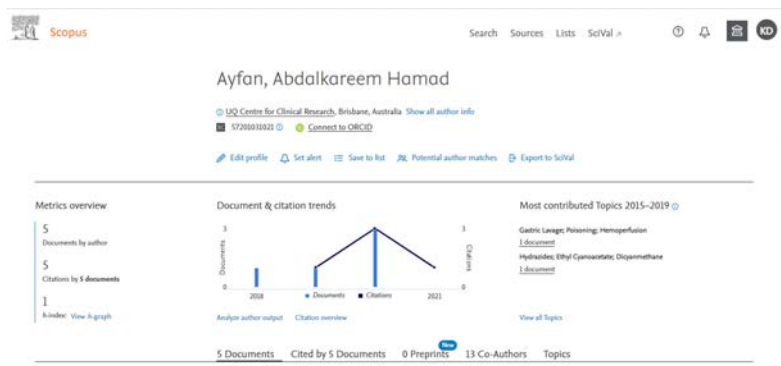 Scopus
Search Sources Lists SciVal
KD
Ayfan, Abdalkareem Hamad
UQ Centre for Clinical Research, Brisbane, Australia Show all author info
57201031021 Connect to ORCID
Edit profile Set alert Save to list Potential author matches Export to SciVal
Metrics overview
5
Documents by author
5
Citations by 5 documents
1
h-index: View h-graph
Document & citation trends
3
3
Documents
Citations
0
0
2018
2021
Documents Citations
Analyze author output Citation overview
Most contributed Topics 2015–2019
Gastric Lavage; Poisoning; Hemoperfusion
1 document
Hydrazides; Ethyl Cyanoacetate; Dicyanmethane
1 document
View all Topics
New
5 Documents Cited by 5 Documents 0 Preprints 13 Co-Authors Topics